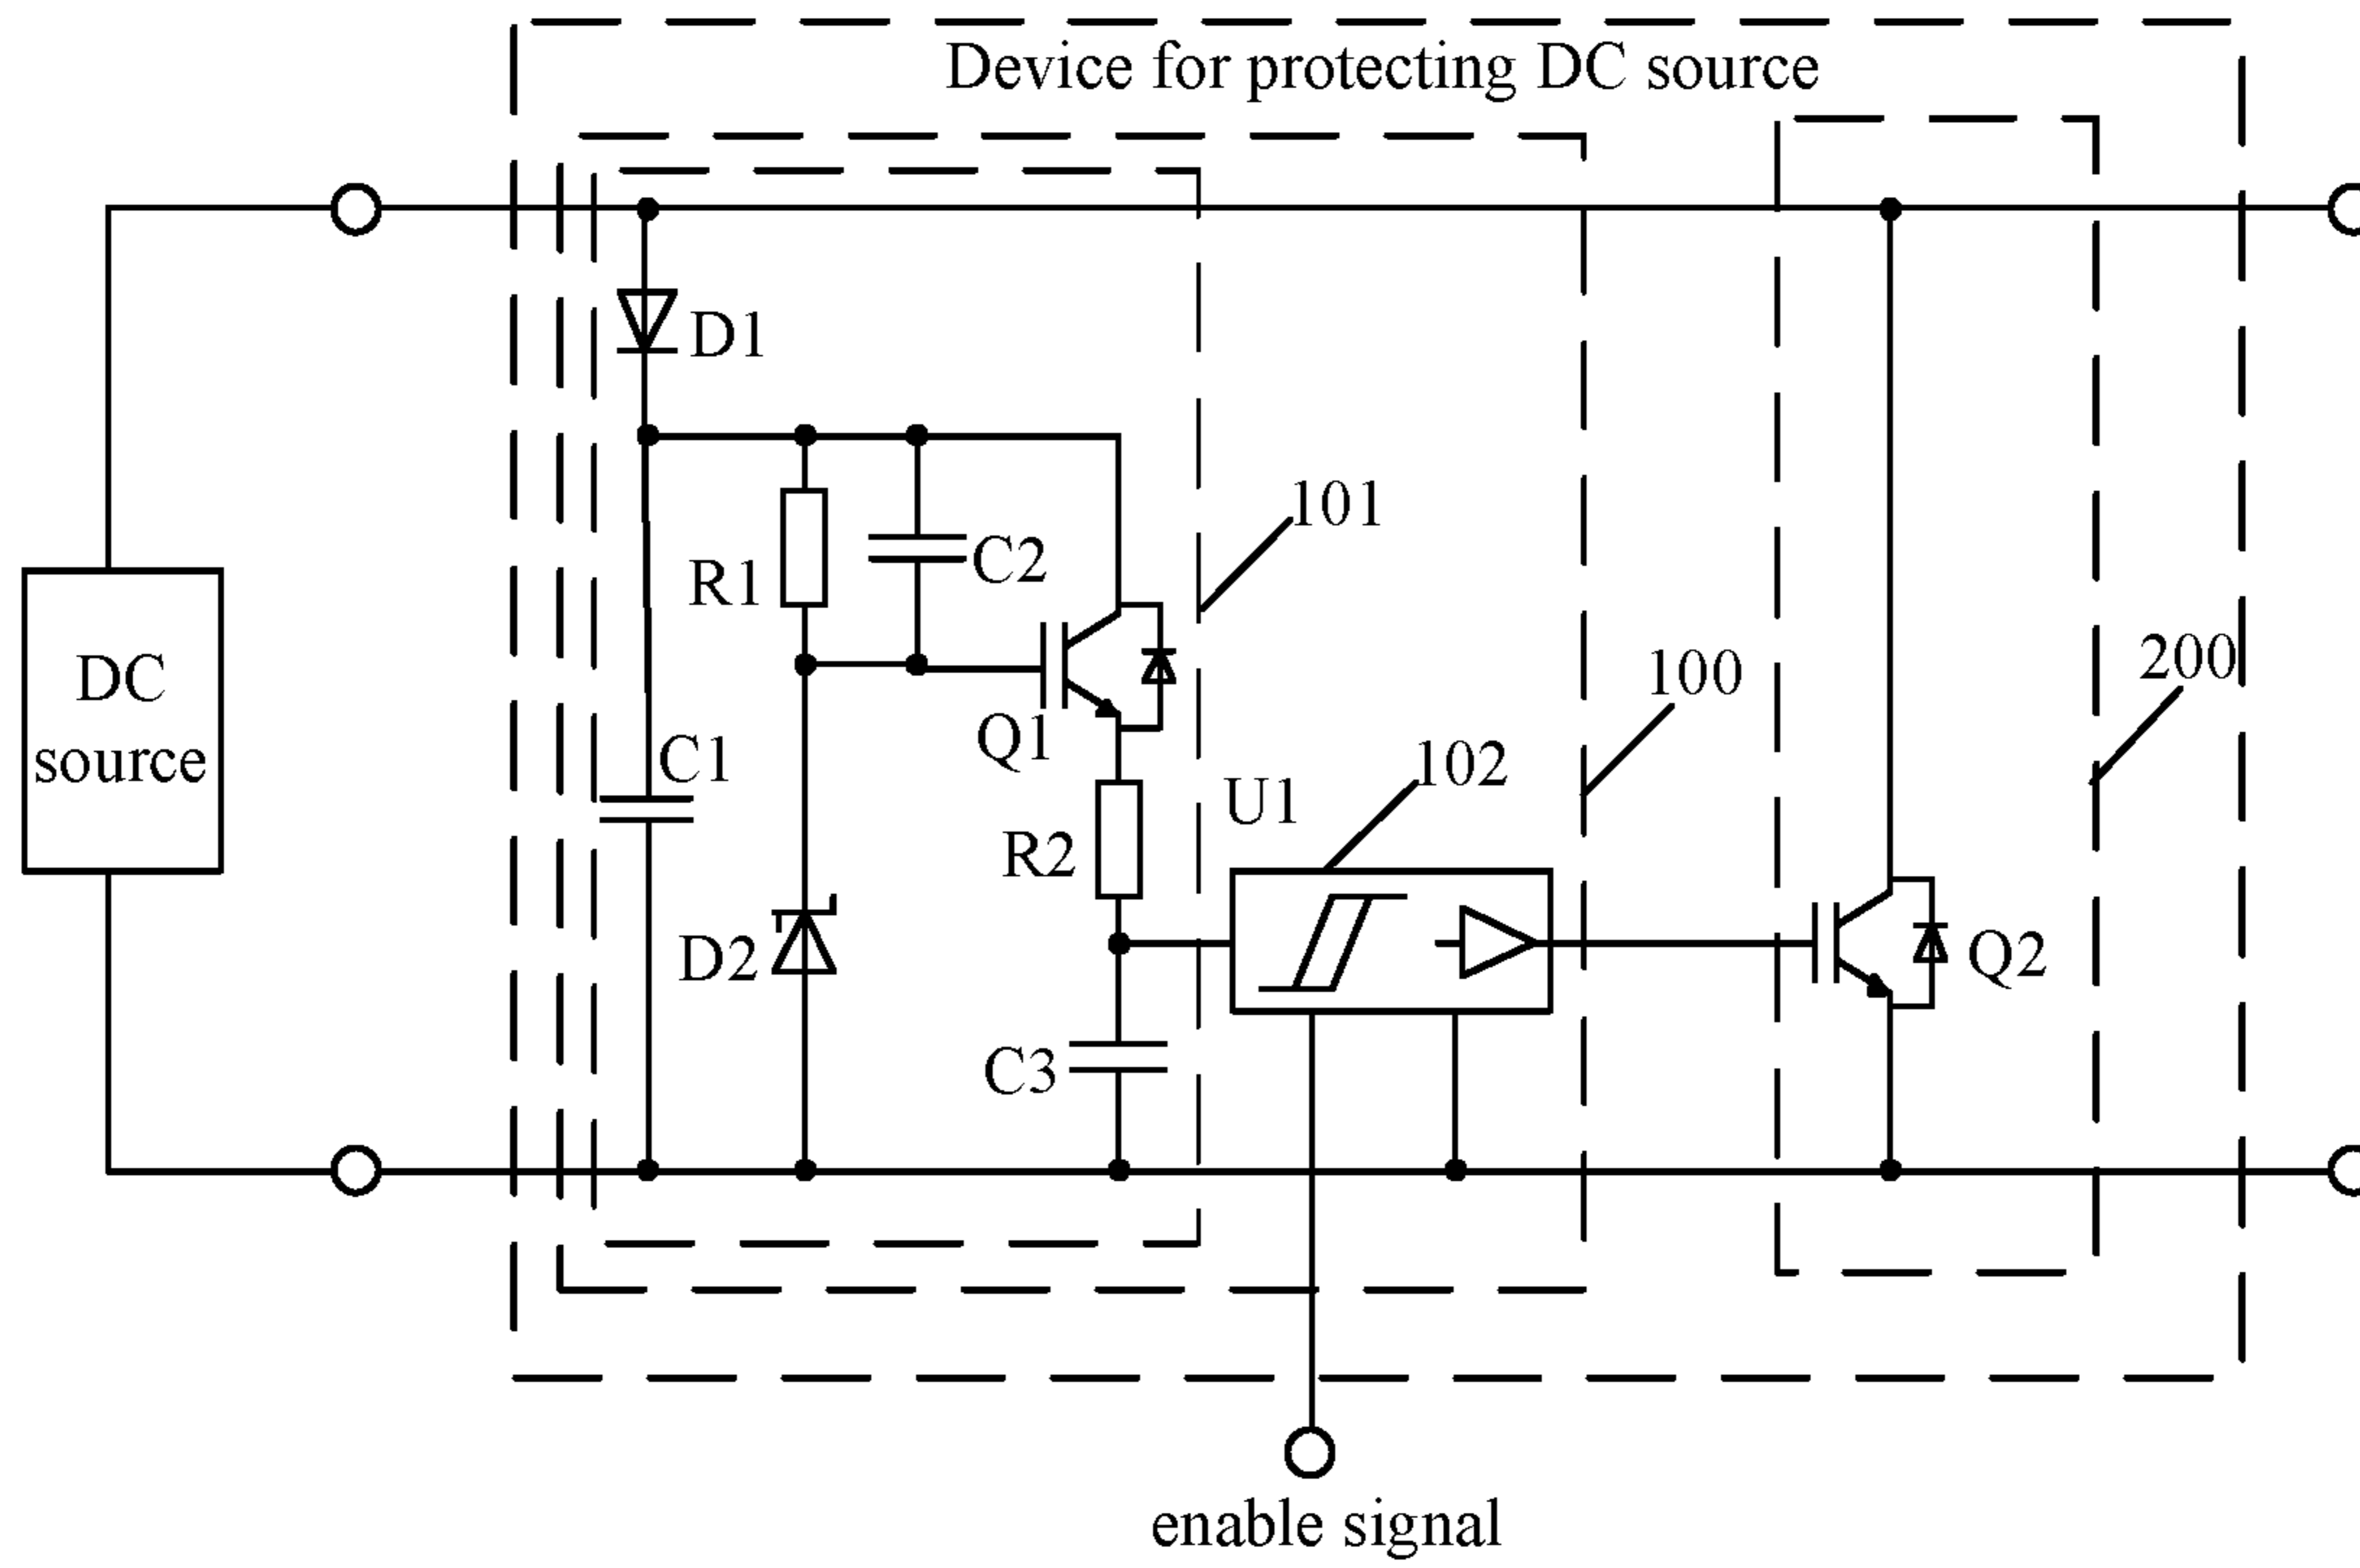 Device for protecting DC source
D1
101
R1
C2
200
100
DC
source
Q1
C1
102
U1
R2
D2
Q2
C3
enable signal